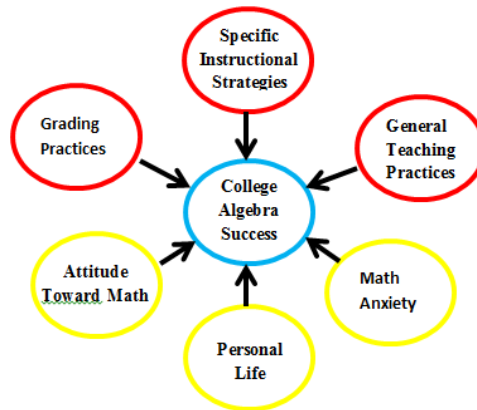 Specific
Instructional
Strategies
Grading
Practices
General
Teaching
Practices
College
Algebra
Success
Attitude
Toward Math
Math
Anxiety
Personal
Life